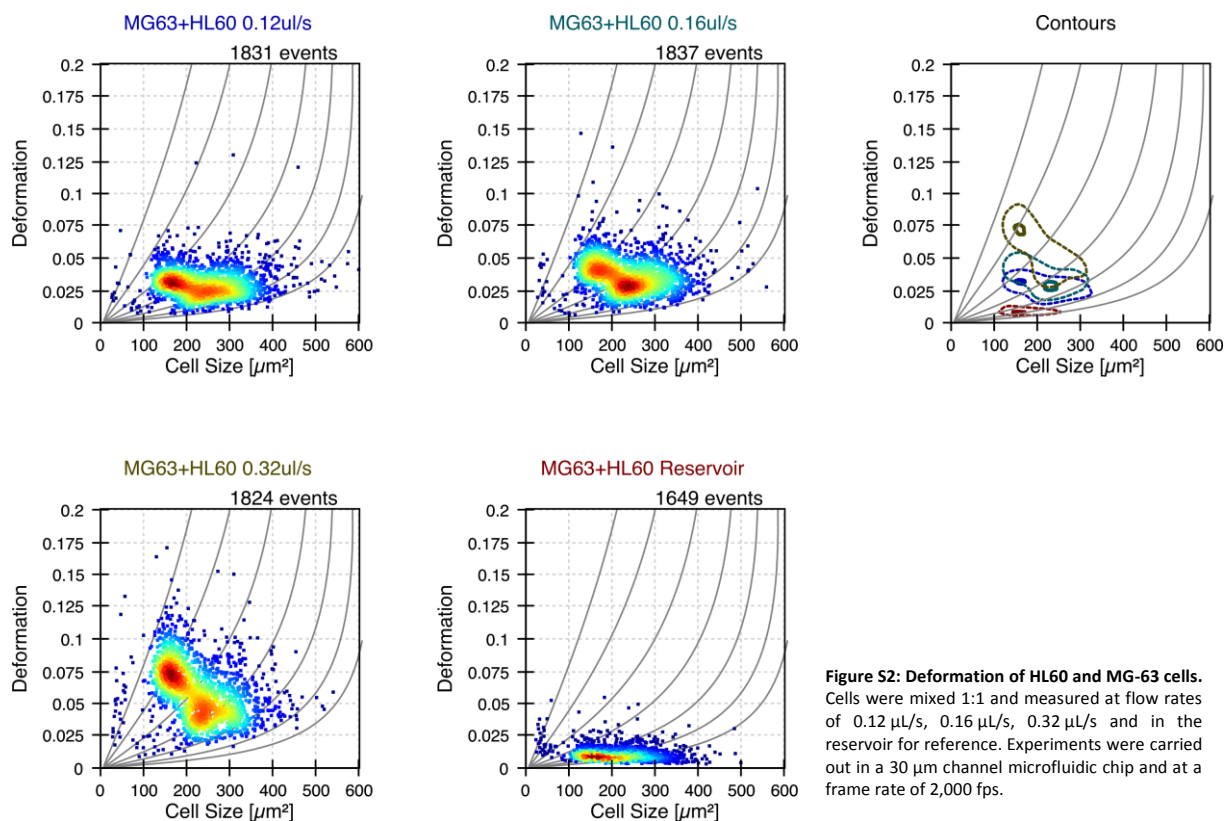 MG63+HL60 0.12ul/s
1831 events
0.2
0.175
0.15
0.125
0.1
0.075
0.05
0.025
0
Deformation
0 100 200 300 400 500 600
Cell Size [µm²]
MG63+HL60 0.16ul/s
1837 events
0.2
0.175
0.15
0.125
0.1
0.075
0.05
0.025
0
Deformation
0 100 200 300 400 500 600
Cell Size [µm²]
Contours
0.2
0.175
0.15
0.125
0.1
0.075
0.05
0.025
0
Deformation
0 100 200 300 400 500 600
Cell Size [µm²]
MG63+HL60 0.32ul/s
1824 events
0.2
0.175
0.15
0.125
0.1
0.075
0.05
0.025
0
Deformation
0 100 200 300 400 500 600
Cell Size [µm²]
MG63+HL60 Reservoir
1649 events
0.2
0.175
0.15
0.125
0.1
0.075
0.05
0.025
0
Deformation
0 100 200 300 400 500 600
Cell Size [µm²]
Figure S2: Deformation of HL60 and MG-63 cells.
Cells were mixed 1:1 and measured at flow rates
of 0.12 µL/s, 0.16 µL/s, 0.32 µL/s and in the
reservoir for reference. Experiments were carried
out in a 30 µm channel microfluidic chip and at a
frame rate of 2,000 fps.